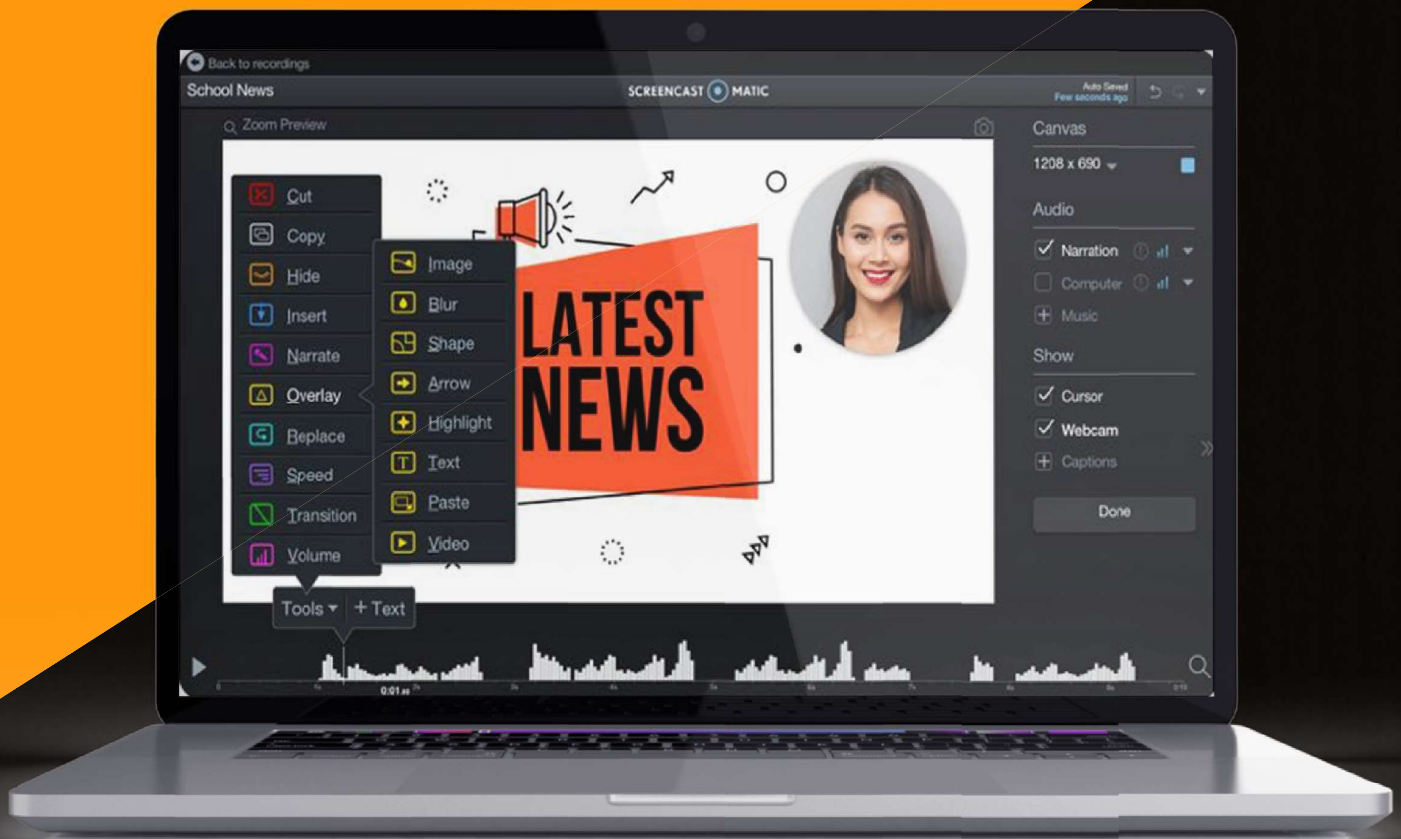 Back to recordings
School News
SCREENCAST MATIC
Auto Saved
Few seconds ago
Zoom Preview
Cut
Copy
Hide
Insert
Narrate
Overlay
Replace
Speed
Transition
Volume
Image
Blur
Shape
Arrow
Highlight
Text
Paste
Video
LATEST
NEWS
Canvas
1208 x 690
Audio
Narration
Computer
Music
Show
Cursor
Webcam
Captions
Done
Tools + Text